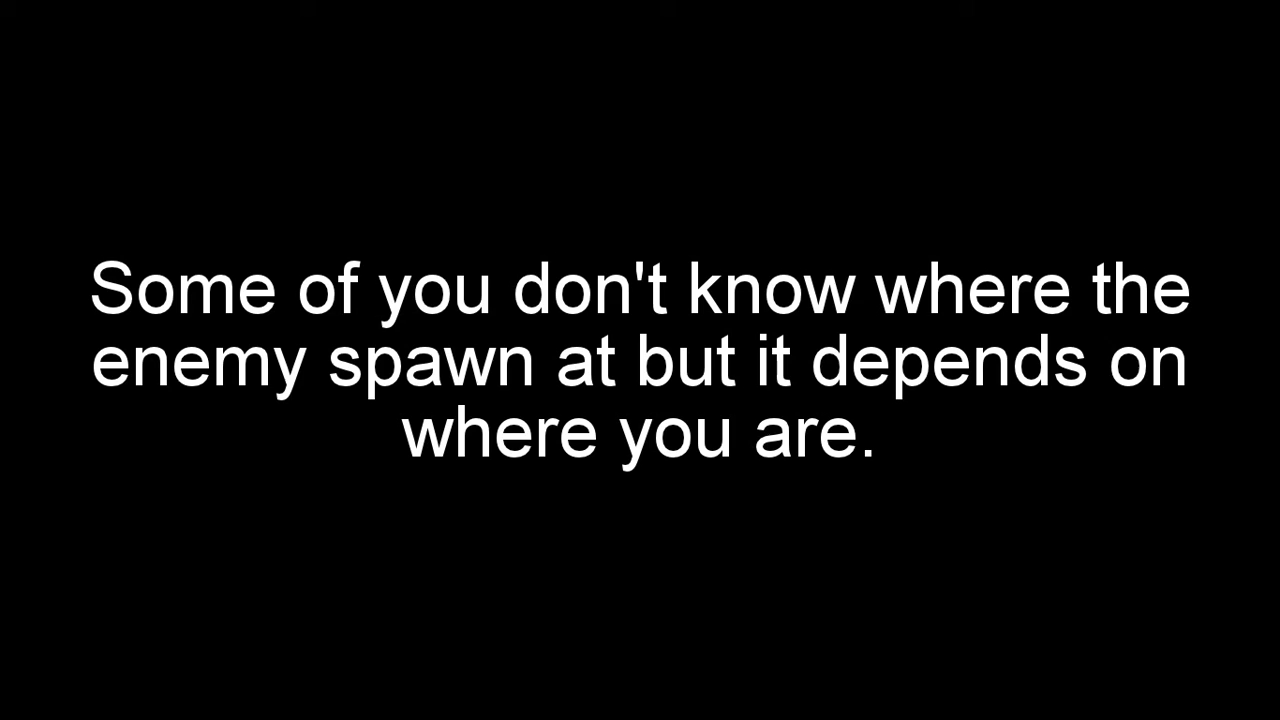 Some of you don't know where the
enemy spawn at but it depends on
where you are.